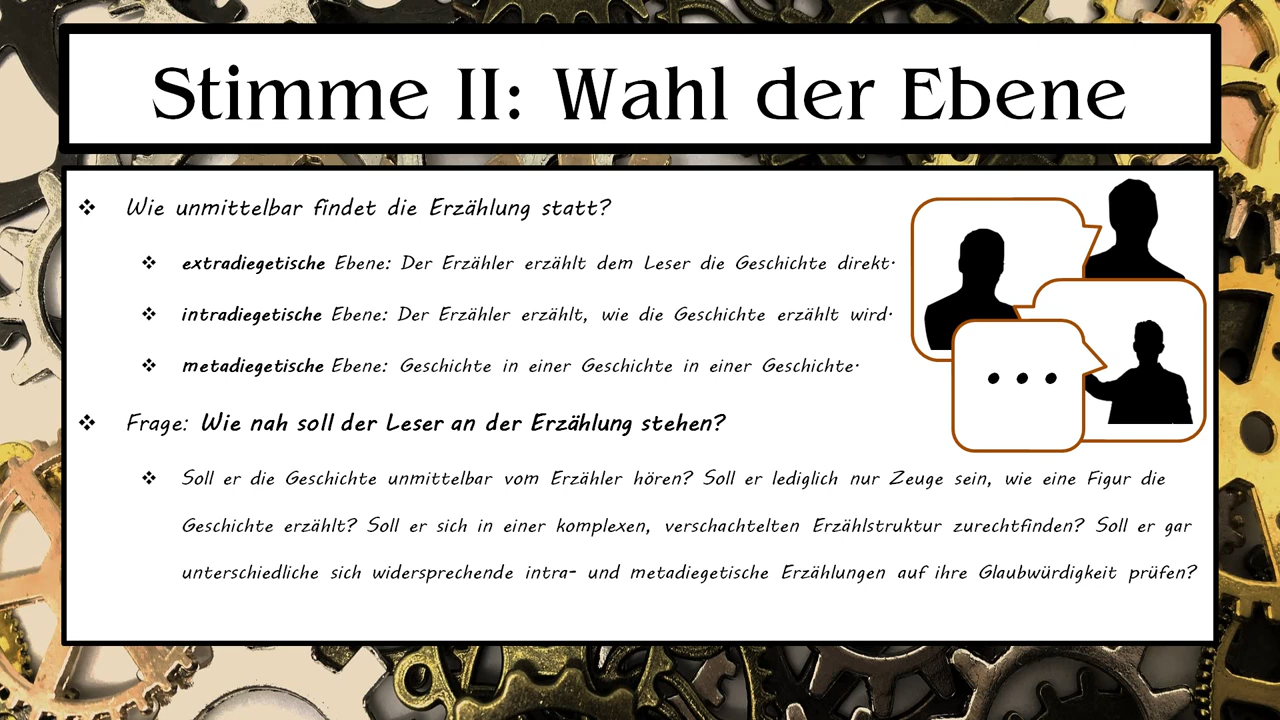 Stimme II: Wahl der Ebene
❖ Wie unmittelbar findet die Erzählung statt?
❖ extradiegetische Ebene: Der Erzähler erzählt dem Leser die Geschichte direkt.
❖ intradiegetische Ebene: Der Erzähler erzählt, wie die Geschichte erzählt wird.
❖ metadiegetische Ebene: Geschichte in einer Geschichte in einer Geschichte.
❖ Frage: Wie nah soll der Leser an der Erzählung stehen?
❖ Soll er die Geschichte unmittelbar vom Erzähler hören? Soll er lediglich nur Zeuge sein, wie eine Figur die
Geschichte erzählt? Soll er sich in einer komplexen, verschachtelten Erzählstruktur zurechtfinden? Soll er gar
unterschiedliche sich widersprechende intra- und metadiegetische Erzählungen auf ihre Glaubwürdigkeit prüfen?